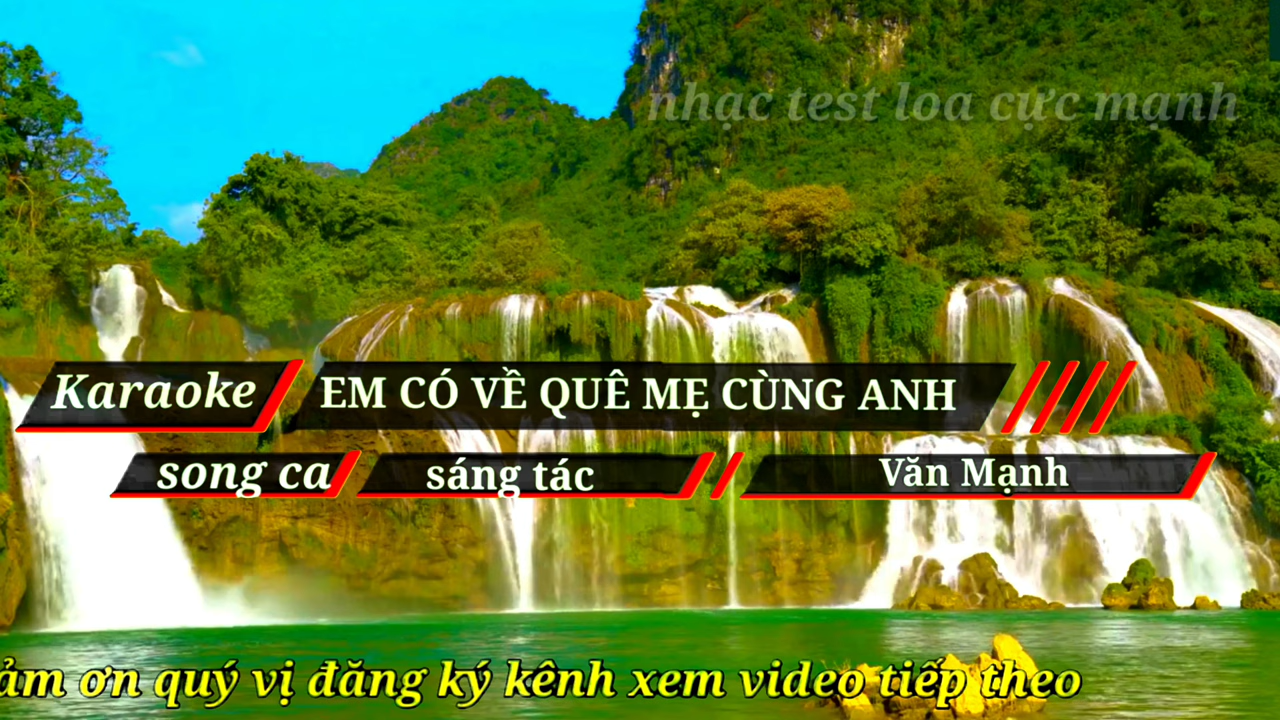 nhạc test loa cực mạnh
Karaoke EM CÓ VỀ QUÊ MẸ CÙNG ANH
song ca sáng tác Văn Mạnh
ảm ơn quý vị đăng ký kênh xem video tiếp theo